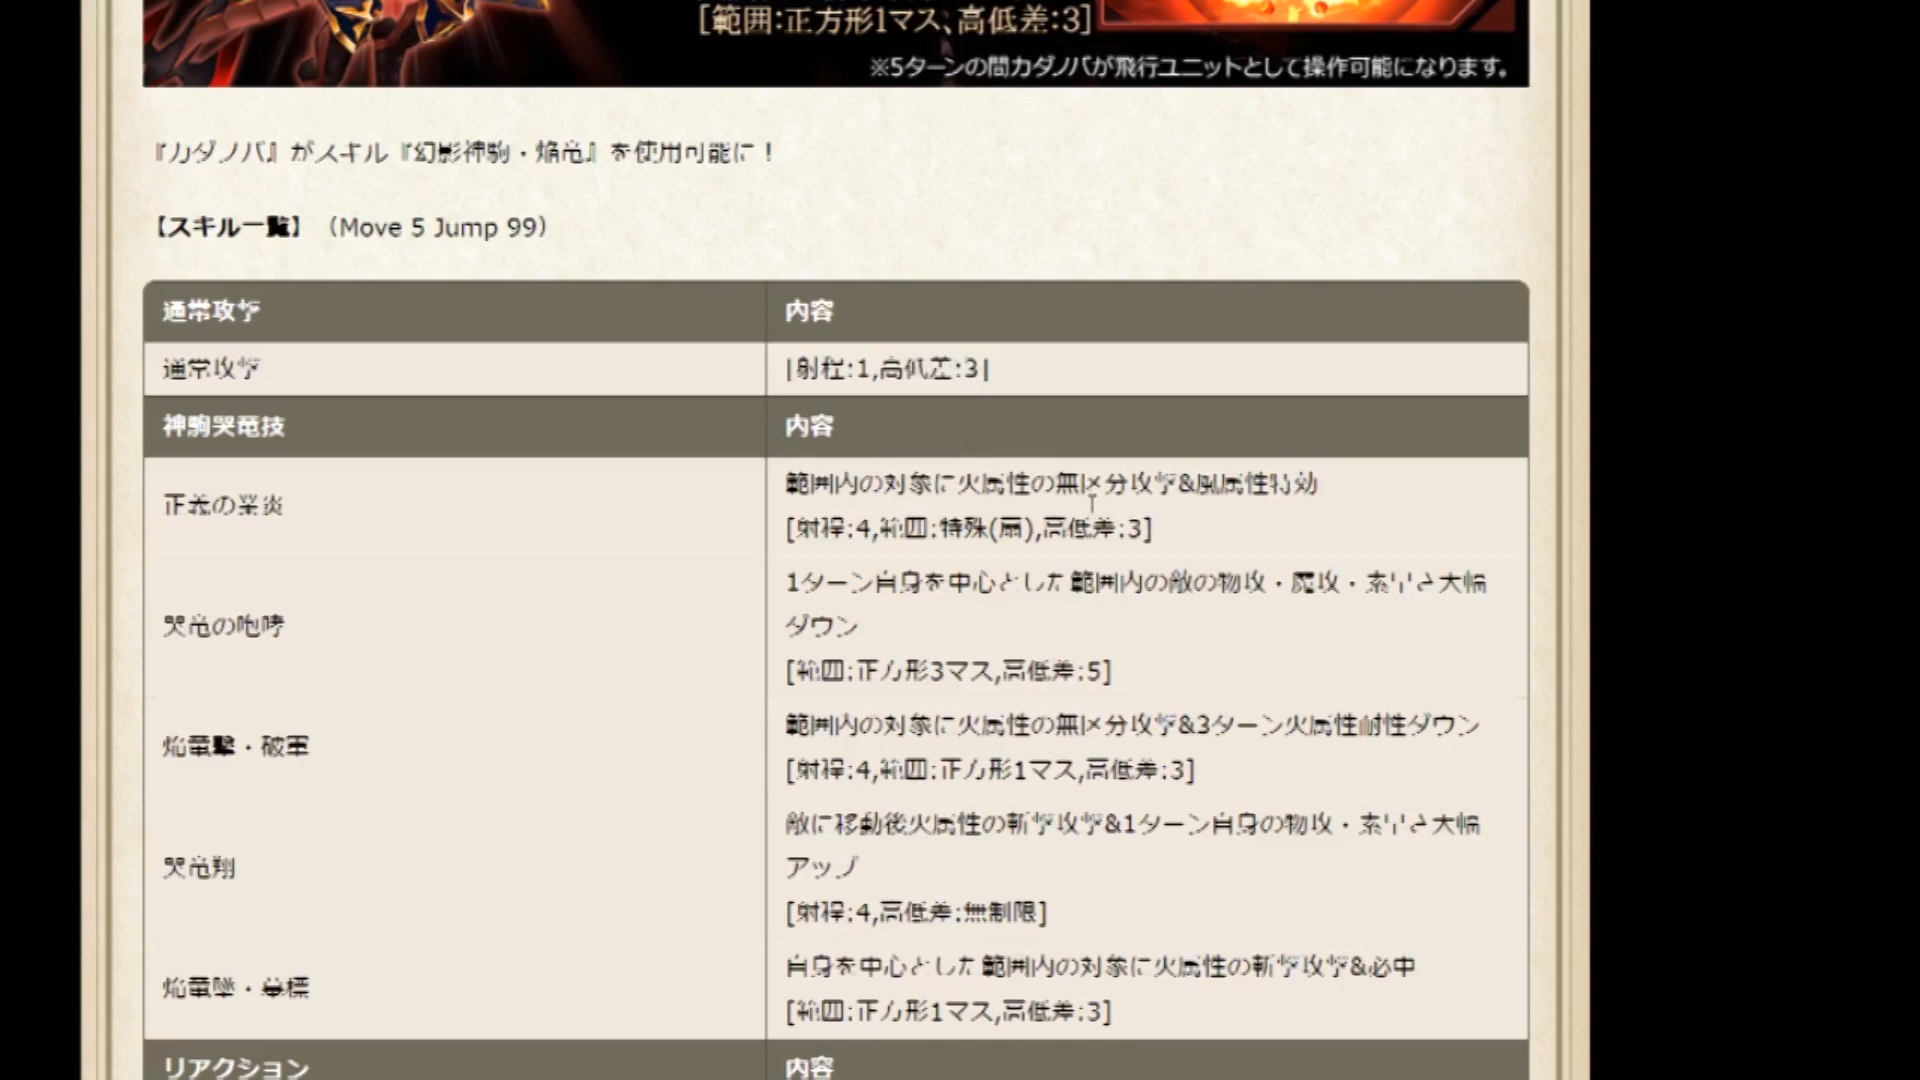 [範囲:正方形1マス、高低差:3]
※5ターンの間カダノバが飛行ユニットとして操作可能になります。
『カダノバ』がスキル『幻影神駒・焔竜』を使用可能に！
【スキル一覧】（Move 5 Jump 99）
通常攻撃 内容
通常攻撃 [射程:1,高低差:3]
神駒哭竜技 内容
正義の業炎
範囲内の対象に火属性の無区分攻撃&風属性特効
[射程:4,範囲:特殊(扇),高低差:3]
哭竜の咆哮
1ターン自身を中心とした範囲内の敵の物攻・魔攻・素早さ大幅
ダウン
[範囲:正方形3マス,高低差:5]
焔竜撃・破軍
範囲内の対象に火属性の無区分攻撃&3ターン火属性耐性ダウン
[射程:4,範囲:正方形1マス,高低差:3]
哭竜翔
敵に移動後火属性の斬撃攻撃&1ターン自身の物攻・素早さ大幅
アップ
[射程:4,高低差:無制限]
焔竜墜・墓標
自身を中心とした範囲内の対象に火属性の斬撃攻撃&必中
[範囲:正方形1マス,高低差:3]
リアクション 内容